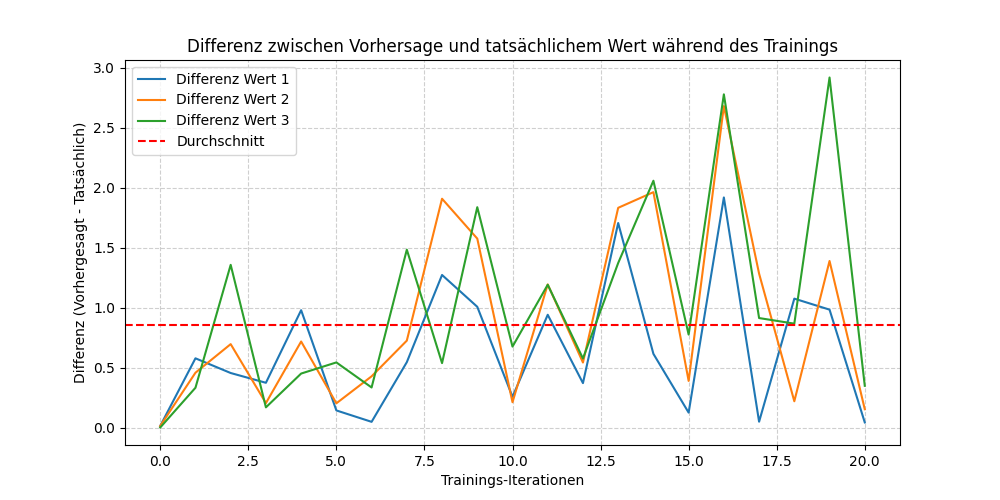 Differenz zwischen Vorhersage und tatsächlichem Wert während des Trainings
Differenz (Vorhergesagt - Tatsächlich)
3.0
2.5
2.0
1.5
1.0
0.5
0.0
Differenz Wert 1
Differenz Wert 2
Differenz Wert 3
Durchschnitt
0.0 2.5 5.0 7.5 10.0 12.5 15.0 17.5 20.0
Trainings-Iterationen